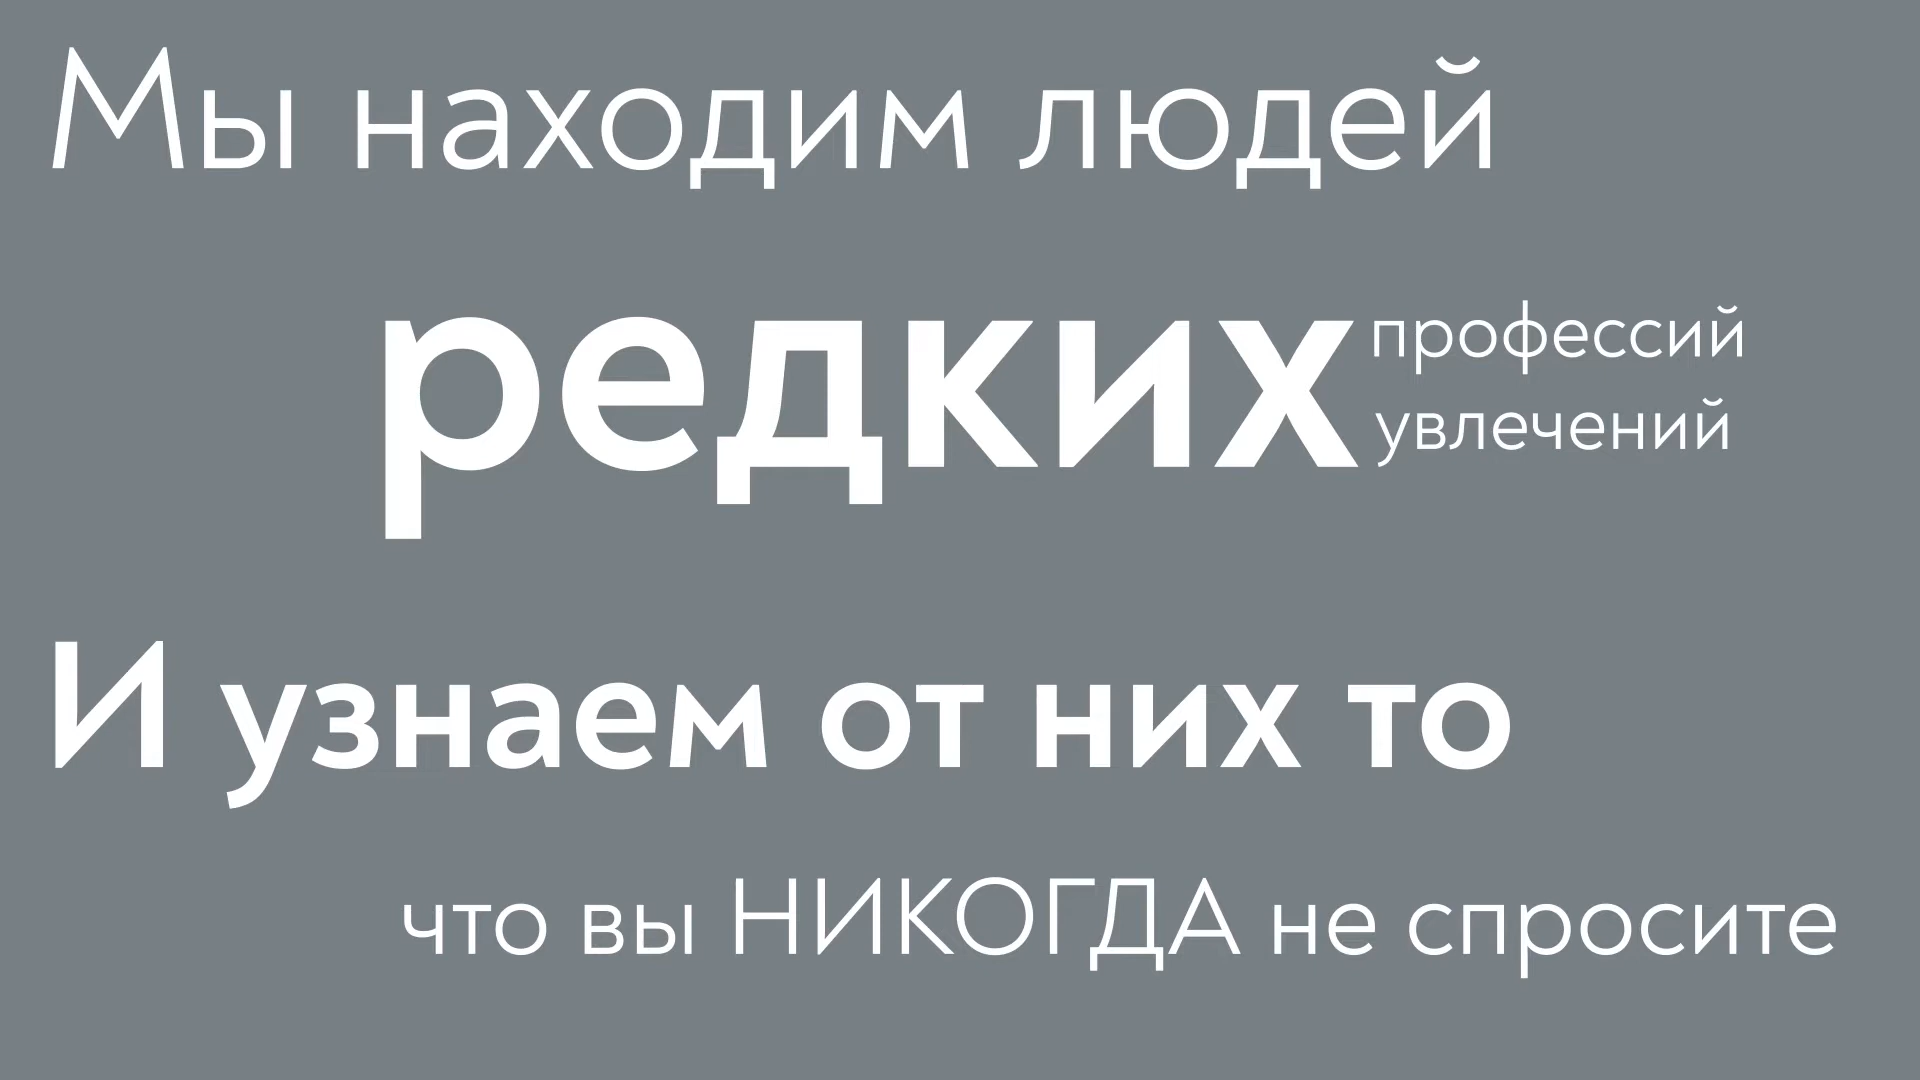 Мы находим людей
редких профессий
увлечений
И узнаем от них то
что вы НИКОГДА не спросите